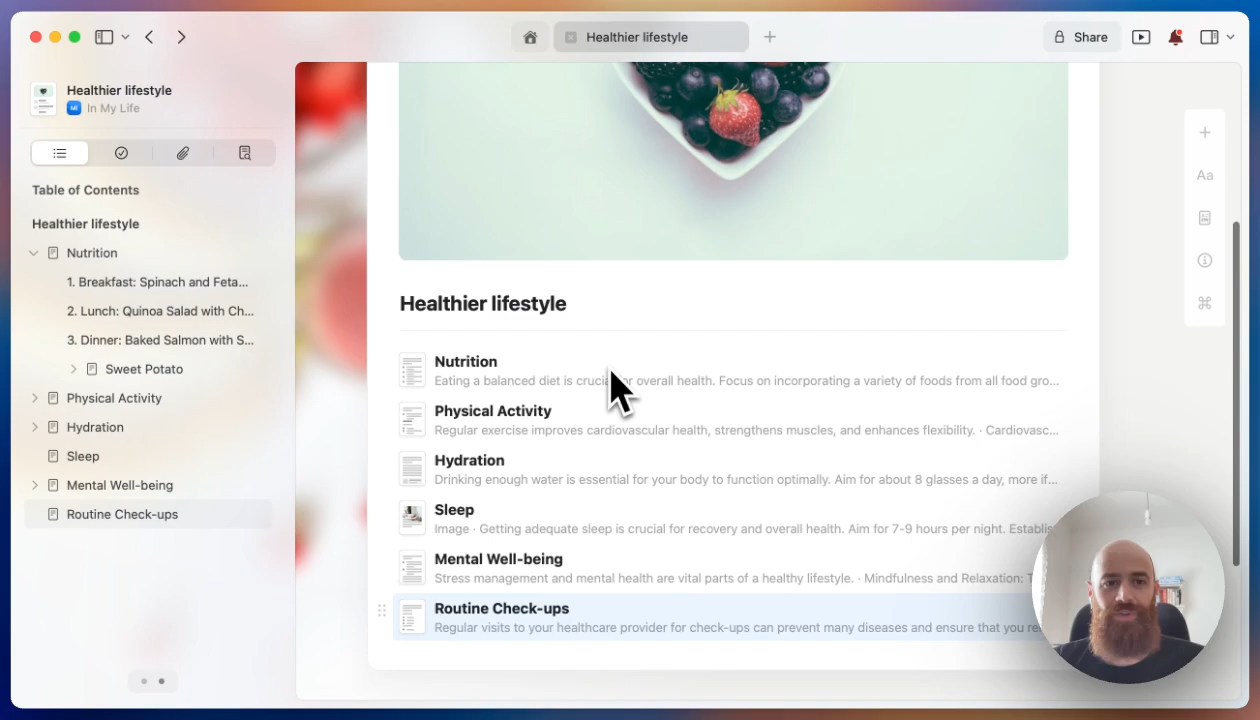 Healthier lifestyle
Share
Healthier lifestyle
In My Life
Table of Contents
Healthier lifestyle
Nutrition
1. Breakfast: Spinach and Feta...
2. Lunch: Quinoa Salad with Ch...
3. Dinner: Baked Salmon with S...
Sweet Potato
Physical Activity
Hydration
Sleep
Mental Well-being
Routine Check-ups
Aa
Healthier lifestyle
Nutrition
Eating a balanced diet is crucial for overall health. Focus on incorporating a variety of foods from all food gro...
Physical Activity
Regular exercise improves cardiovascular health, strengthens muscles, and enhances flexibility. · Cardiovasc...
Hydration
Drinking enough water is essential for your body to function optimally. Aim for about 8 glasses a day, more if...
Sleep
Image · Getting adequate sleep is crucial for recovery and overall health. Aim for 7-9 hours per night. Establis
Mental Well-being
Stress management and mental health are vital parts of a healthy lifestyle. · Mindfulness and Relaxation: T
Routine Check-ups
Regular visits to your healthcare provider for check-ups can prevent many diseases and ensure that you re